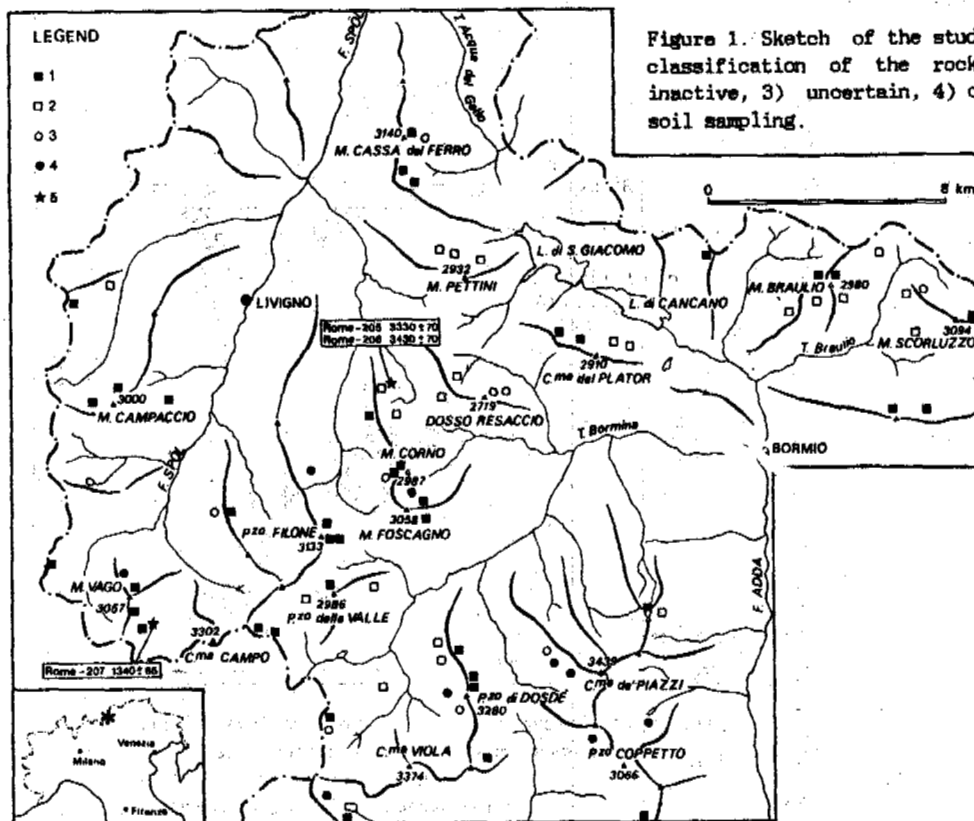 LEGEND
1
2
3
4
5
Figure 1. Sketch of the stud
classification of the rock
inactive, 3) uncertain, 4)
soil sampling.
0 8 km
F. SPÖL
T. Acqua del Gallo
3140
M. CASSA del FERRO
2932
M. PETTINI
L. di S. GIACOMO
L. di CANCANO
M. BRAULIO
2980
T. Braulio
M. SCORLUZZO
3094
LIVIGNO
Rome-205 3330±70
Rome-206 3430±70
2910
C.ma del PLATOR
3000
M. CAMPACCIO
2719
DOSSO RESACCIO
T. Bormina
BORMIO
M. CORNO
2987
F. SPÖL
3058
M. FOSCAGNO
P.zo FILONE
3133
M. VAGO
3057
2986
P.zo della VALLE
3302
C.ma CAMPO
F. ADDA
Rome-207 1340±65
3439
C.ma de' PIAZZI
P.zo di DOSDE
3280
C.ma VIOLA
3374
P.zo COPPETTO
3066
Venezia
Milano
Firenze